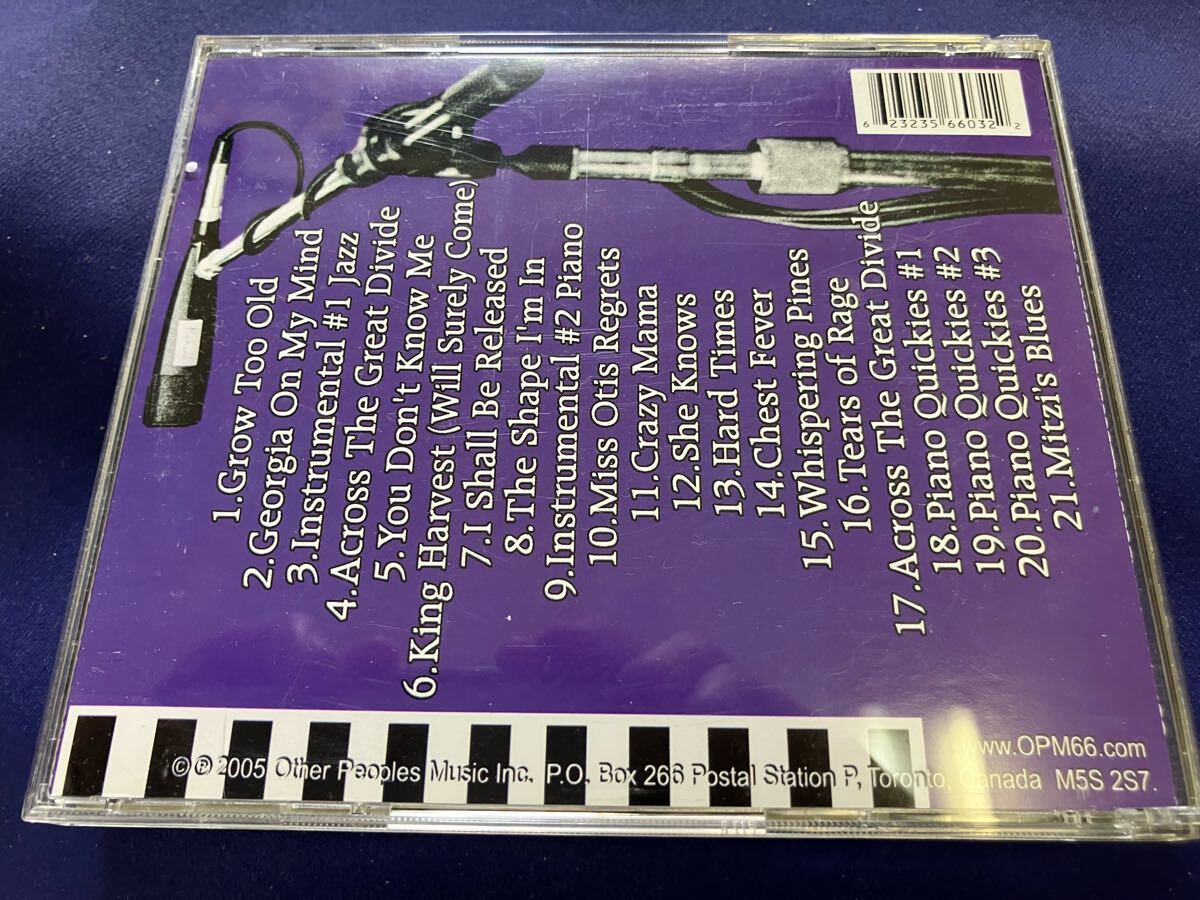 6 23235 66032 2
1.Grow Too Old
2.Georgia On My Mind
3.Instrumental #1 Jazz
4.Across The Great Divide
5.You Don't Know Me
6.King Harvest (Will Surely Come)
7.I Shall Be Released
8.The Shape I'm In
9.Instrumental #2 Piano
10.Miss Otis Regrets
11.Crazy Mama
12.She Knows
13.Hard Times
14.Chest Fever
15.Whispering Pines
16.Tears of Rage
17.Across The Great Divide
18.Piano Quickies #1
19.Piano Quickies #2
20.Piano Quickies #3
21.Mitzi's Blues
www.OPM66.com
© ℗ 2005 Other Peoples Music Inc. P.O. Box 266 Postal Station P, Toronto, Canada M5S 2S7.